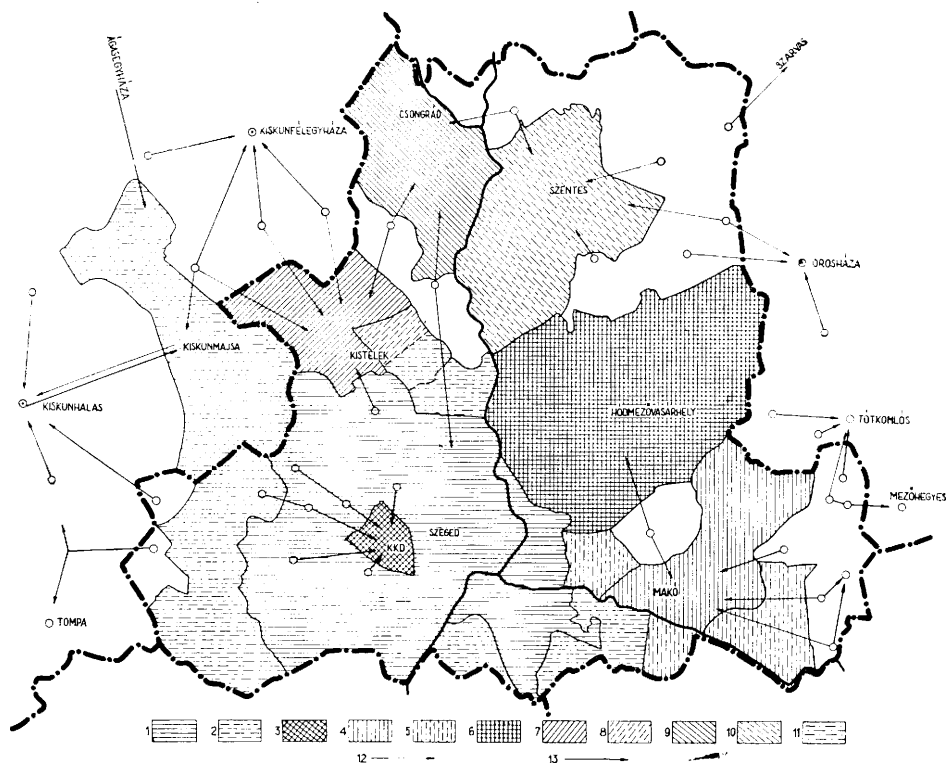 ÁGASEGYHÁZA
SZARVAS
CSONGRÁD
KISKUNFÉLEGYHÁZA
SZENTES
OROSHÁZA
KISKUNMAJSA
KISTELEK
KISKUNHALAS
HÓDMEZŐVÁSÁRHELY
TÓTKOMLÓS
MEZŐHEGYES
SZEGED
KKD
MAKÓ
TOMPA
1 2 3 4 5 6 7 8 9 10 11
12 13